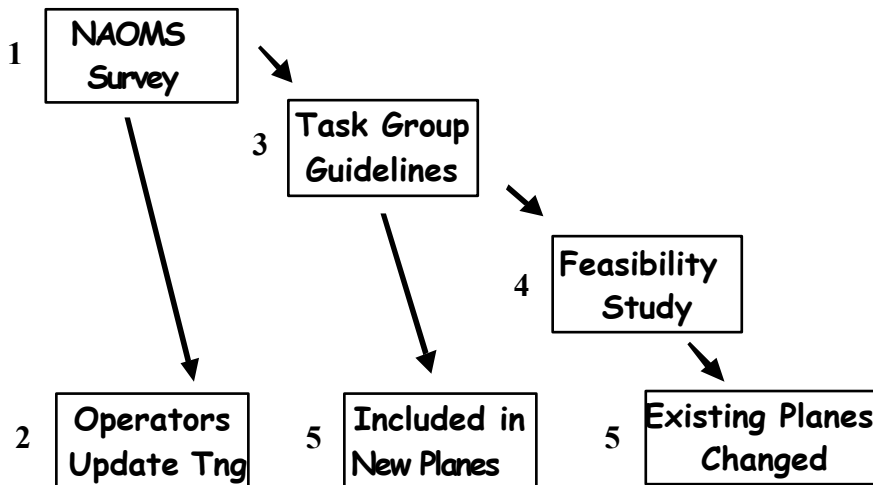 1
NAOMS
Survey
3
Task Group
Guidelines
4
Feasibility
Study
2
Operators
Update Tng
5
Included in
New Planes
5
Existing Planes
Changed